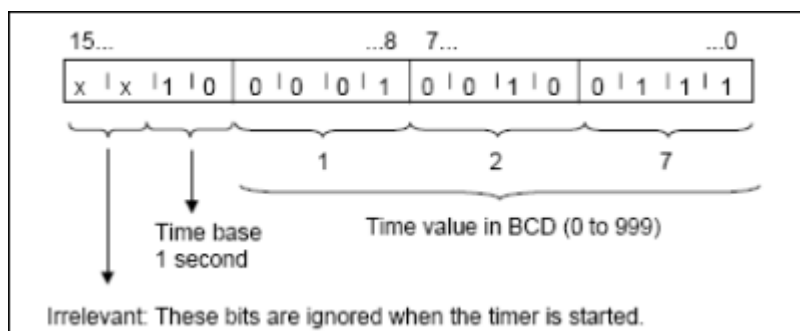 15... ...8 7... ...0
x x 1 0 0 0 0 1 0 0 1 0 0 1 1 1
1 2 7
Time base
1 second
Time value in BCD (0 to 999)
Irrelevant: These bits are ignored when the timer is started.